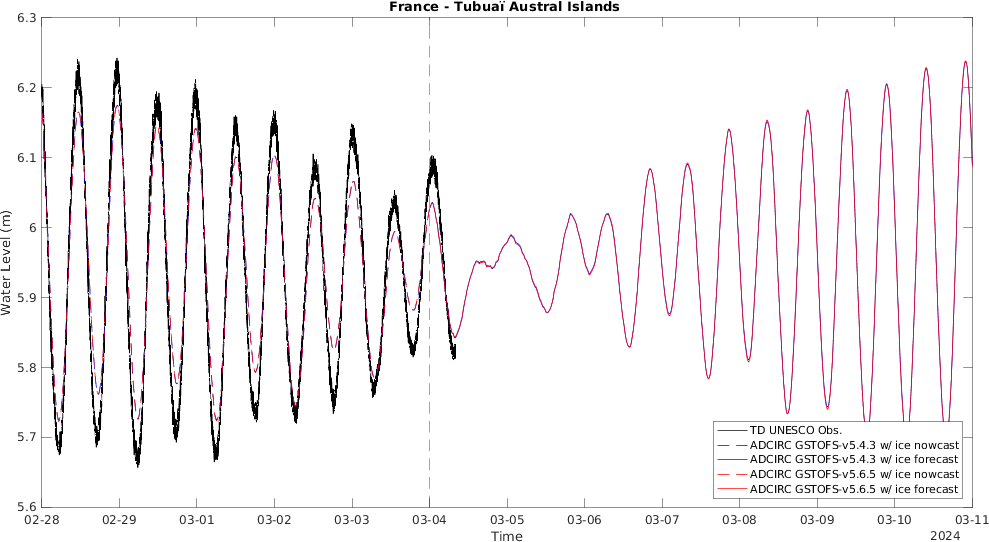 France - Tubuaï Austral Islands
6.3
6.2
6.1
6
5.9
5.8
5.7
5.6
Water Level (m)
TD UNESCO Obs.
ADCIRC GSTOFS-v5.4.3 w/ ice nowcast
ADCIRC GSTOFS-v5.4.3 w/ ice forecast
ADCIRC GSTOFS-v5.6.5 w/ ice nowcast
ADCIRC GSTOFS-v5.6.5 w/ ice forecast
02-28 02-29 03-01 03-02 03-03 03-04 03-05 03-06 03-07 03-08 03-09 03-10 03-11
Time
2024